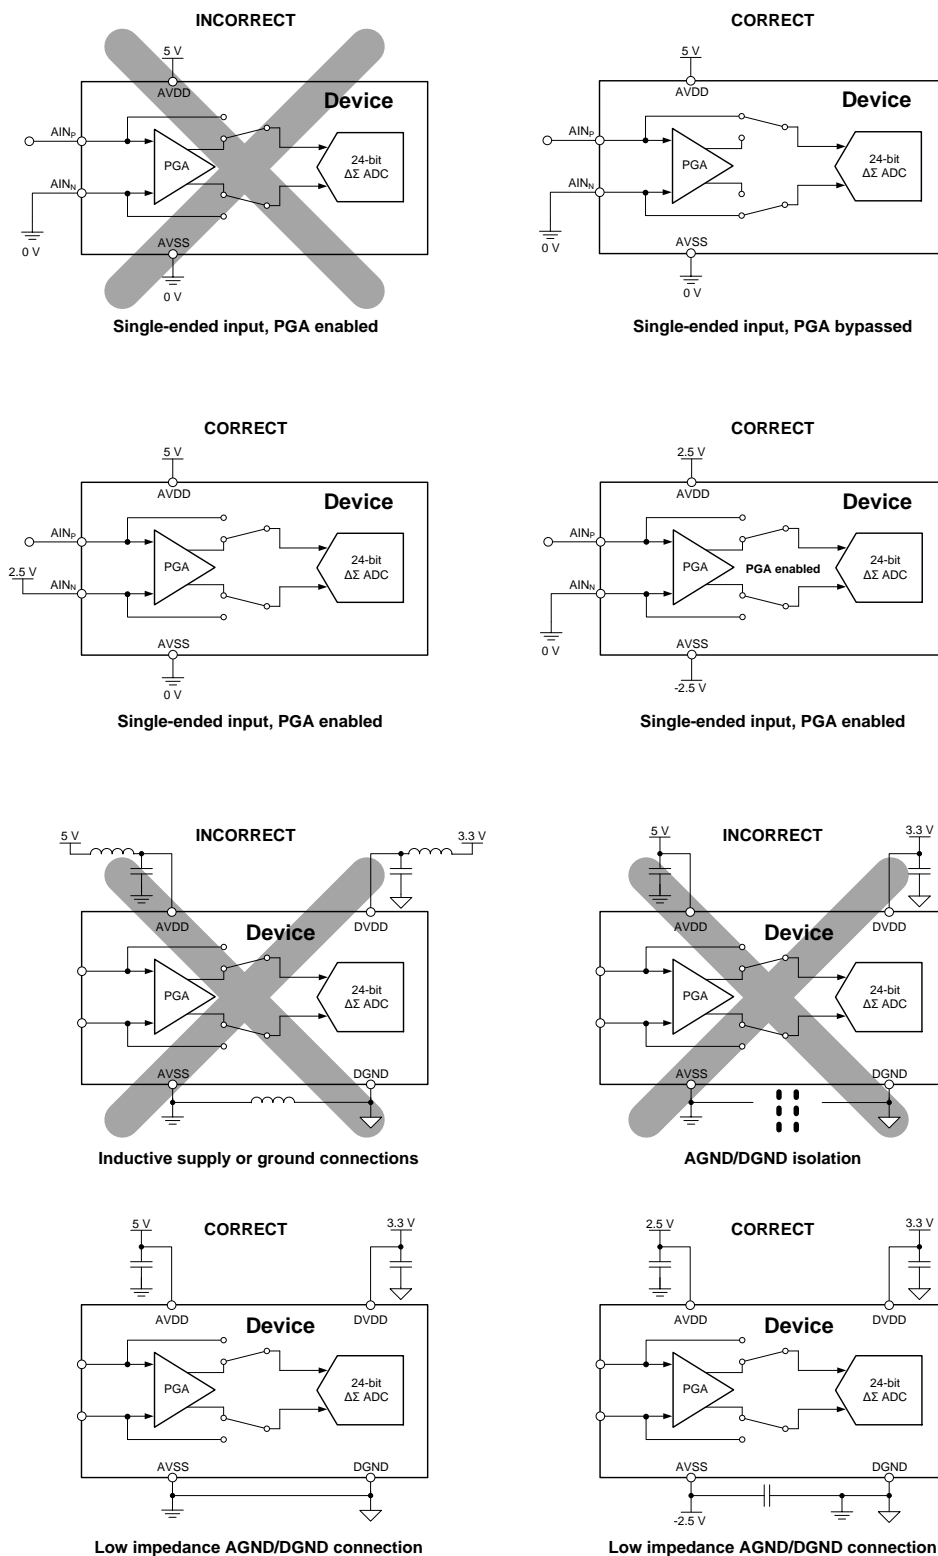 INCORRECT
5 V
AVDD
Device
AINP
PGA
24-bit
ΔΣ ADC
AINN
0 V
AVSS
0 V
Single-ended input, PGA enabled
CORRECT
5 V
AVDD
Device
AINP
PGA
24-bit
ΔΣ ADC
AINN
0 V
AVSS
0 V
Single-ended input, PGA bypassed
CORRECT
5 V
AVDD
Device
AINP
PGA
24-bit
ΔΣ ADC
2.5 V
AINN
AVSS
0 V
Single-ended input, PGA enabled
CORRECT
2.5 V
AVDD
Device
AINP
PGA
PGA enabled
24-bit
ΔΣ ADC
AINN
0 V
AVSS
-2.5 V
Single-ended input, PGA enabled
INCORRECT
5 V
3.3 V
AVDD
Device
DVDD
PGA
24-bit
ΔΣ ADC
AVSS
DGND
Inductive supply or ground connections
INCORRECT
5 V
3.3 V
AVDD
Device
DVDD
PGA
24-bit
ΔΣ ADC
AVSS
DGND
AGND/DGND isolation
CORRECT
5 V
3.3 V
AVDD
Device
DVDD
PGA
24-bit
ΔΣ ADC
AVSS
DGND
Low impedance AGND/DGND connection
CORRECT
2.5 V
3.3 V
AVDD
Device
DVDD
PGA
24-bit
ΔΣ ADC
AVSS
DGND
-2.5 V
Low impedance AGND/DGND connection